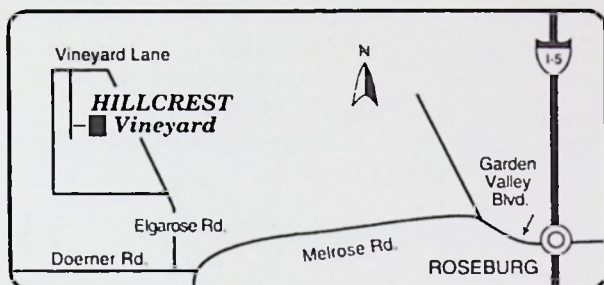 Vineyard Lane
N
I-5
HILLCREST
Vineyard
Garden
Valley
Blvd.
Elgarose Rd.
Doerner Rd.
Melrose Rd.
ROSEBURG